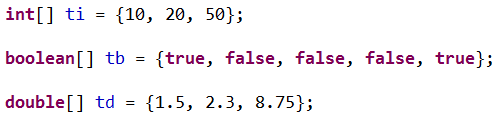 int[] ti = {10, 20, 50};
boolean[] tb = {true, false, false, false, true};
double[] td = {1.5, 2.3, 8.75};